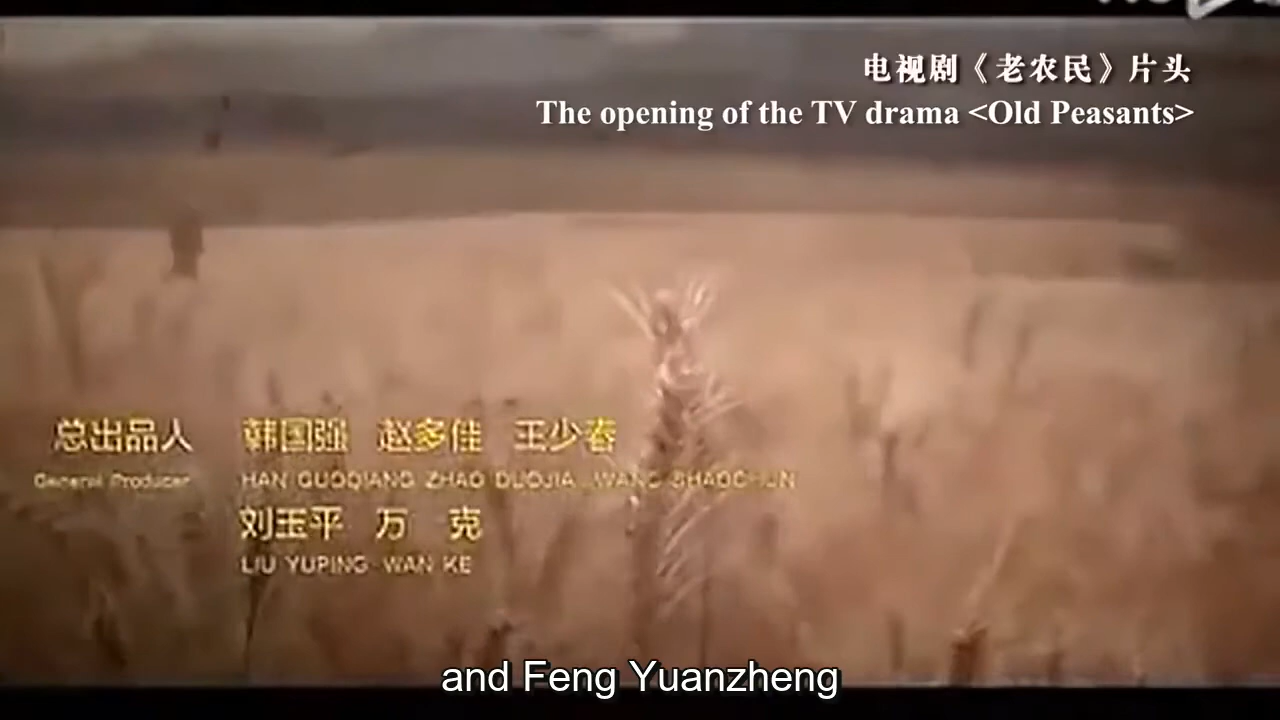 电视剧《老农民》片头
The opening of the TV drama <Old Peasants>
总出品人 韩国强 赵多佳 王少春
General Producer HAN GUOQIANG ZHAO DUOJIA WANG SHAOCHUN
刘玉平 万 克
LIU YUPING WAN KE
and Feng Yuanzheng